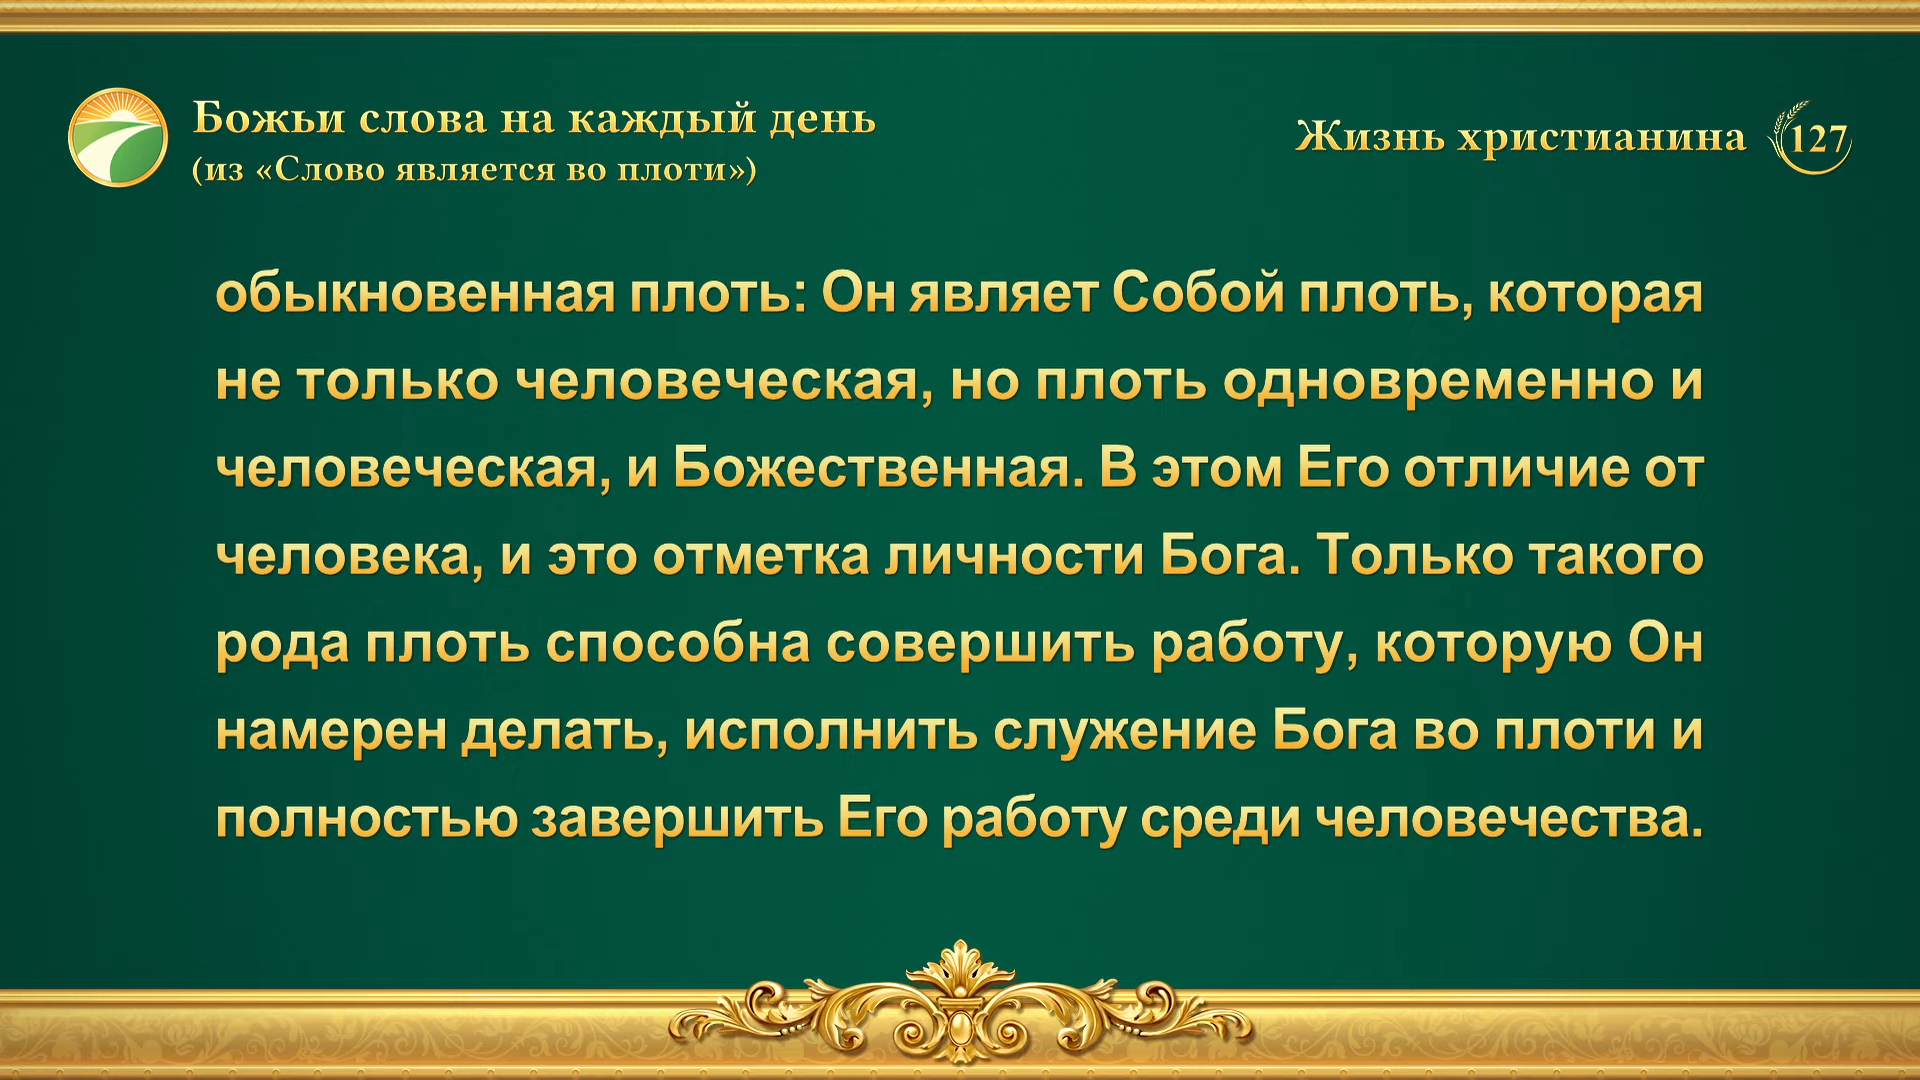 Божьи слова на каждый день
(из «Слово является во плоти»)
Жизнь христианина 127
обыкновенная плоть: Он являет Собой плоть, которая
не только человеческая, но плоть одновременно и
человеческая, и Божественная. В этом Его отличие от
человека, и это отметка личности Бога. Только такого
рода плоть способна совершить работу, которую Он
намерен делать, исполнить служение Бога во плоти и
полностью завершить Его работу среди человечества.